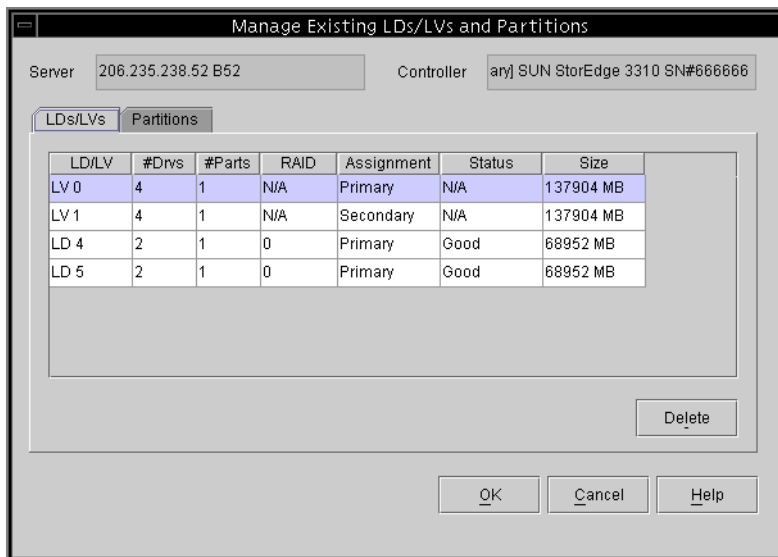 Manage Existing LDs/LVs and Partitions
Server 206.235.238.52 B52 Controller ary] SUN StorEdge 3310 SN#666666
LDs/LVs Partitions
LD/LV #Drvs #Parts RAID Assignment Status Size
LV 0 4 1 N/A Primary N/A 137904 MB
LV 1 4 1 N/A Secondary N/A 137904 MB
LD 4 2 1 0 Primary Good 68952 MB
LD 5 2 1 0 Primary Good 68952 MB
Delete
OK Cancel Help